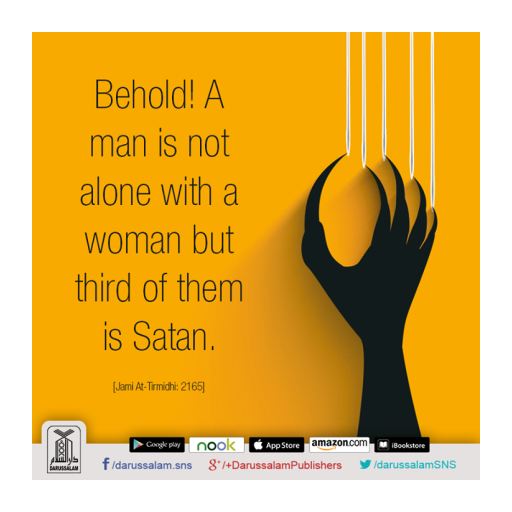 Behold! A
man is not
alone with a
woman but
third of them
is Satan.
[Jami At-Tirmidhi: 2165]
Google play nook App Store amazon.com iBookstore
DARUSSALAM
f /darussalam.sns g+ /+DarussalamPublishers /darussalamSNS